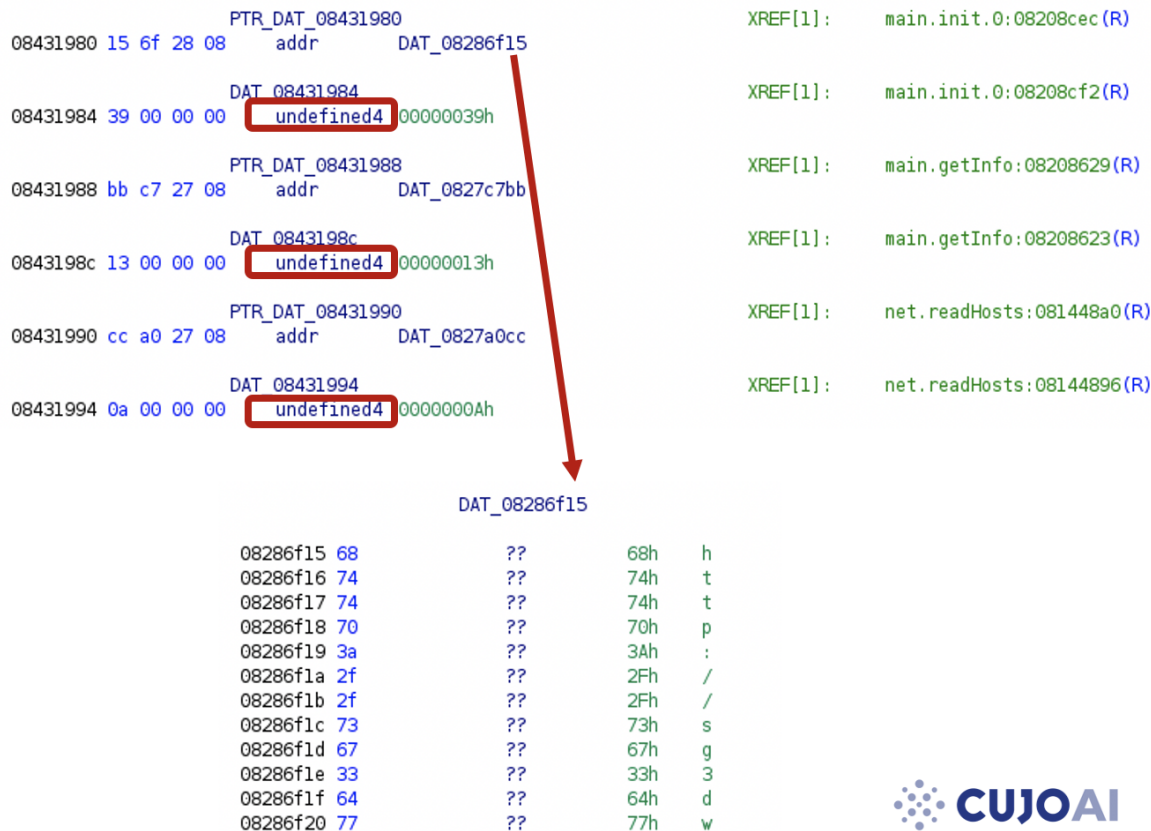 PTR_DAT_08431980 XREF[1]: main.init.0:08208cec(R)
08431980 15 6f 28 08 addr DAT_08286f15
DAT_08431984 XREF[1]: main.init.0:08208cf2(R)
08431984 39 00 00 00 undefined4 00000039h
PTR_DAT_08431988 XREF[1]: main.getInfo:08208629(R)
08431988 bb c7 27 08 addr DAT_0827c7bb
DAT_0843198c XREF[1]: main.getInfo:08208623(R)
0843198c 13 00 00 00 undefined4 00000013h
PTR_DAT_08431990 XREF[1]: net.readHosts:081448a0(R)
08431990 cc a0 27 08 addr DAT_0827a0cc
DAT_08431994 XREF[1]: net.readHosts:08144896(R)
08431994 0a 00 00 00 undefined4 0000000Ah
DAT_08286f15
08286f15 68 ?? 68h h
08286f16 74 ?? 74h t
08286f17 74 ?? 74h t
08286f18 70 ?? 70h p
08286f19 3a ?? 3Ah :
08286f1a 2f ?? 2Fh /
08286f1b 2f ?? 2Fh /
08286f1c 73 ?? 73h s
08286f1d 67 ?? 67h g
08286f1e 33 ?? 33h 3
08286f1f 64 ?? 64h d
08286f20 77 ?? 77h w
CUJOAI